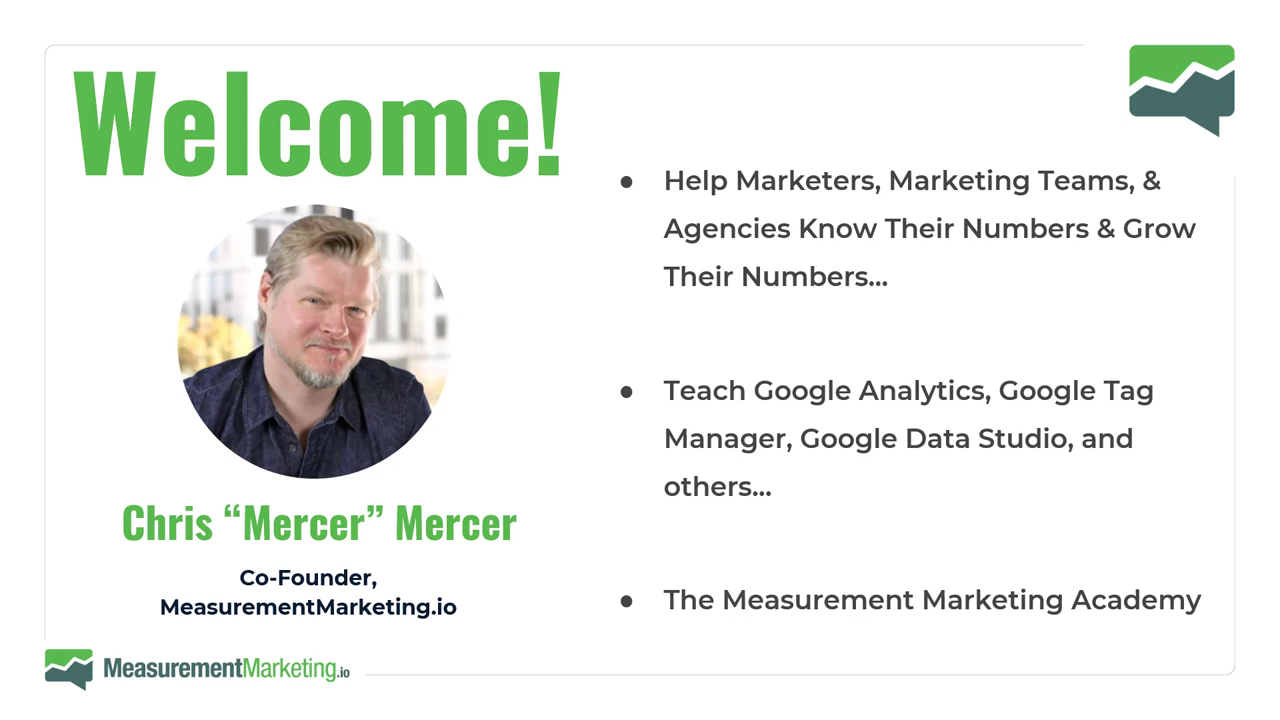 Welcome!
Chris “Mercer” Mercer
Co-Founder,
MeasurementMarketing.io
● Help Marketers, Marketing Teams, &
Agencies Know Their Numbers & Grow
Their Numbers...
● Teach Google Analytics, Google Tag
Manager, Google Data Studio, and
others...
● The Measurement Marketing Academy
MeasurementMarketing.io